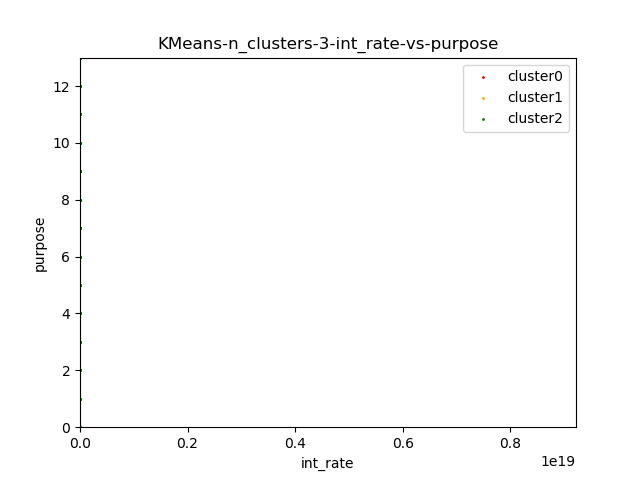 KMeans-n_clusters-3-int_rate-vs-purpose
cluster0
cluster1
cluster2
purpose
12
10
8
6
4
2
0
0.0 0.2 0.4 0.6 0.8
1e19
int_rate